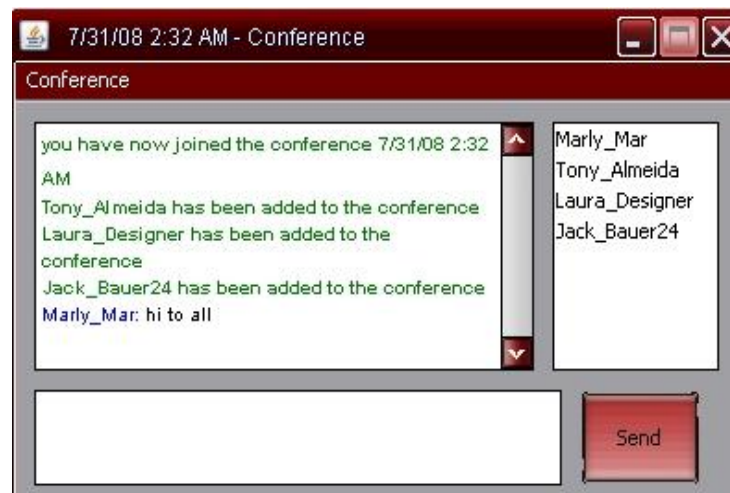 7/31/08 2:32 AM - Conference
Conference
you have now joined the conference 7/31/08 2:32
AM
Tony_Almeida has been added to the conference
Laura_Designer has been added to the
conference
Jack_Bauer24 has been added to the conference
Marly_Mar: hi to all
Marly_Mar
Tony_Almeida
Laura_Designer
Jack_Bauer24
Send